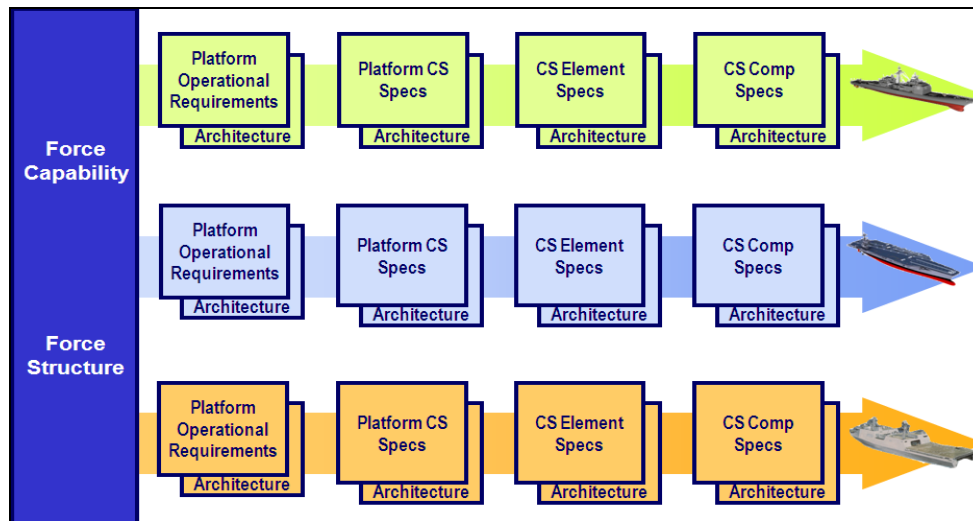 Force
Capability
Force
Structure
Platform
Operational
Requirements
Architecture
Platform CS
Specs
Architecture
CS Element
Specs
Architecture
CS Comp
Specs
Architecture
Platform
Operational
Requirements
Architecture
Platform CS
Specs
Architecture
CS Element
Specs
Architecture
CS Comp
Specs
Architecture
Platform
Operational
Requirements
Architecture
Platform CS
Specs
Architecture
CS Element
Specs
Architecture
CS Comp
Specs
Architecture